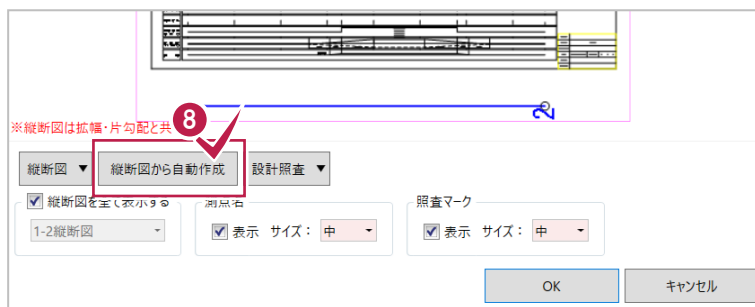 2
※縦断図は拡幅・片勾配と共
8
縦断図 ▼ 縦断図から自動作成 設計照査 ▼
縦断図を全て表示する 測点名 照査マーク
1-2縦断図 表示 サイズ： 中 表示 サイズ： 中
OK キャンセル